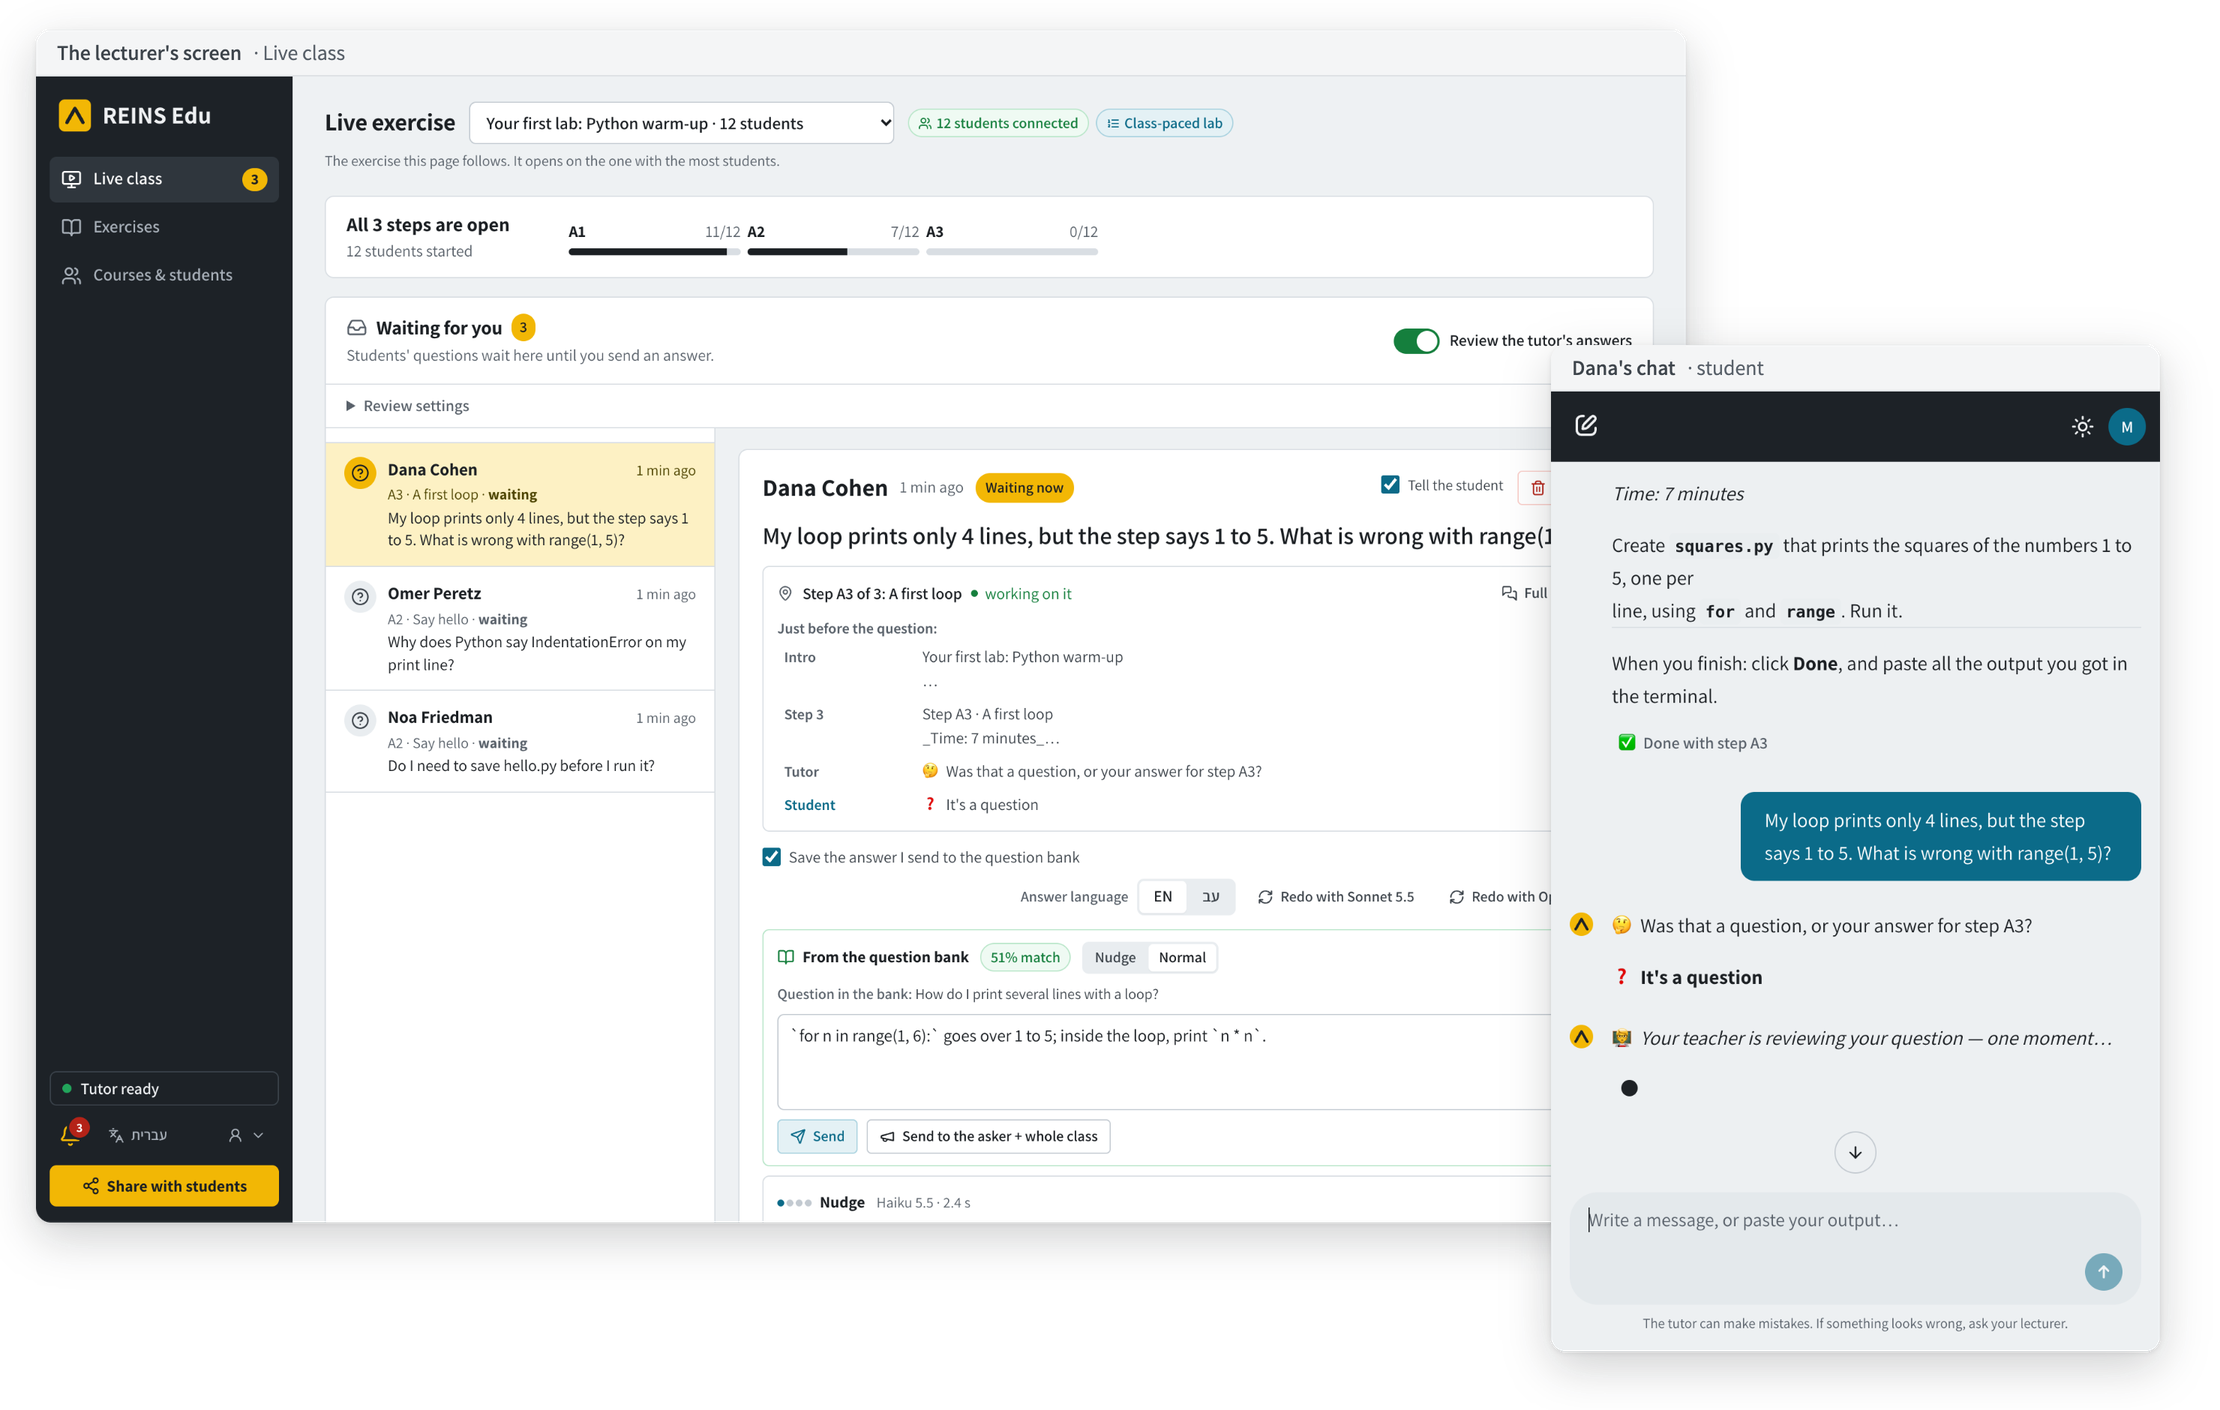 The lecturer's screen · Live class
REINS Edu
Live class 3
Exercises
Courses & students
Tutor ready
3
עברית
Share with students
Live exercise
Your first lab: Python warm-up · 12 students
12 students connected
Class-paced lab
The exercise this page follows. It opens on the one with the most students.
All 3 steps are open
12 students started
A1 11/12 A2 7/12 A3 0/12
Waiting for you 3
Students' questions wait here until you send an answer.
Review the tutor's answers
Review settings
Dana Cohen 1 min ago
A3 · A first loop · waiting
My loop prints only 4 lines, but the step says 1
to 5. What is wrong with range(1, 5)?
Omer Peretz 1 min ago
A2 · Say hello · waiting
Why does Python say IndentationError on my
print line?
Noa Friedman 1 min ago
A2 · Say hello · waiting
Do I need to save hello.py before I run it?
Dana Cohen 1 min ago Waiting now
Tell the student
My loop prints only 4 lines, but the step says 1 to 5. What is wrong with range(1
Step A3 of 3: A first loop • working on it
Full
Just before the question:
Intro Your first lab: Python warm-up
…
Step 3 Step A3 · A first loop
_Time: 7 minutes_…
Tutor 🤔 Was that a question, or your answer for step A3?
Student ❓ It's a question
Save the answer I send to the question bank
Answer language EN עב Redo with Sonnet 5.5 Redo with Op
From the question bank 51% match Nudge Normal
Question in the bank: How do I print several lines with a loop?
`for n in range(1, 6):` goes over 1 to 5; inside the loop, print `n * n`.
Send
Send to the asker + whole class
Nudge Haiku 5.5 · 2.4 s
Dana's chat · student
M
Time: 7 minutes
Create squares.py that prints the squares of the numbers 1 to
5, one per
line, using for and range. Run it.
When you finish: click Done, and paste all the output you got in
the terminal.
✅ Done with step A3
My loop prints only 4 lines, but the step
says 1 to 5. What is wrong with range(1, 5)?
🤔 Was that a question, or your answer for step A3?
❓ It's a question
Your teacher is reviewing your question — one moment…
Write a message, or paste your output…
The tutor can make mistakes. If something looks wrong, ask your lecturer.